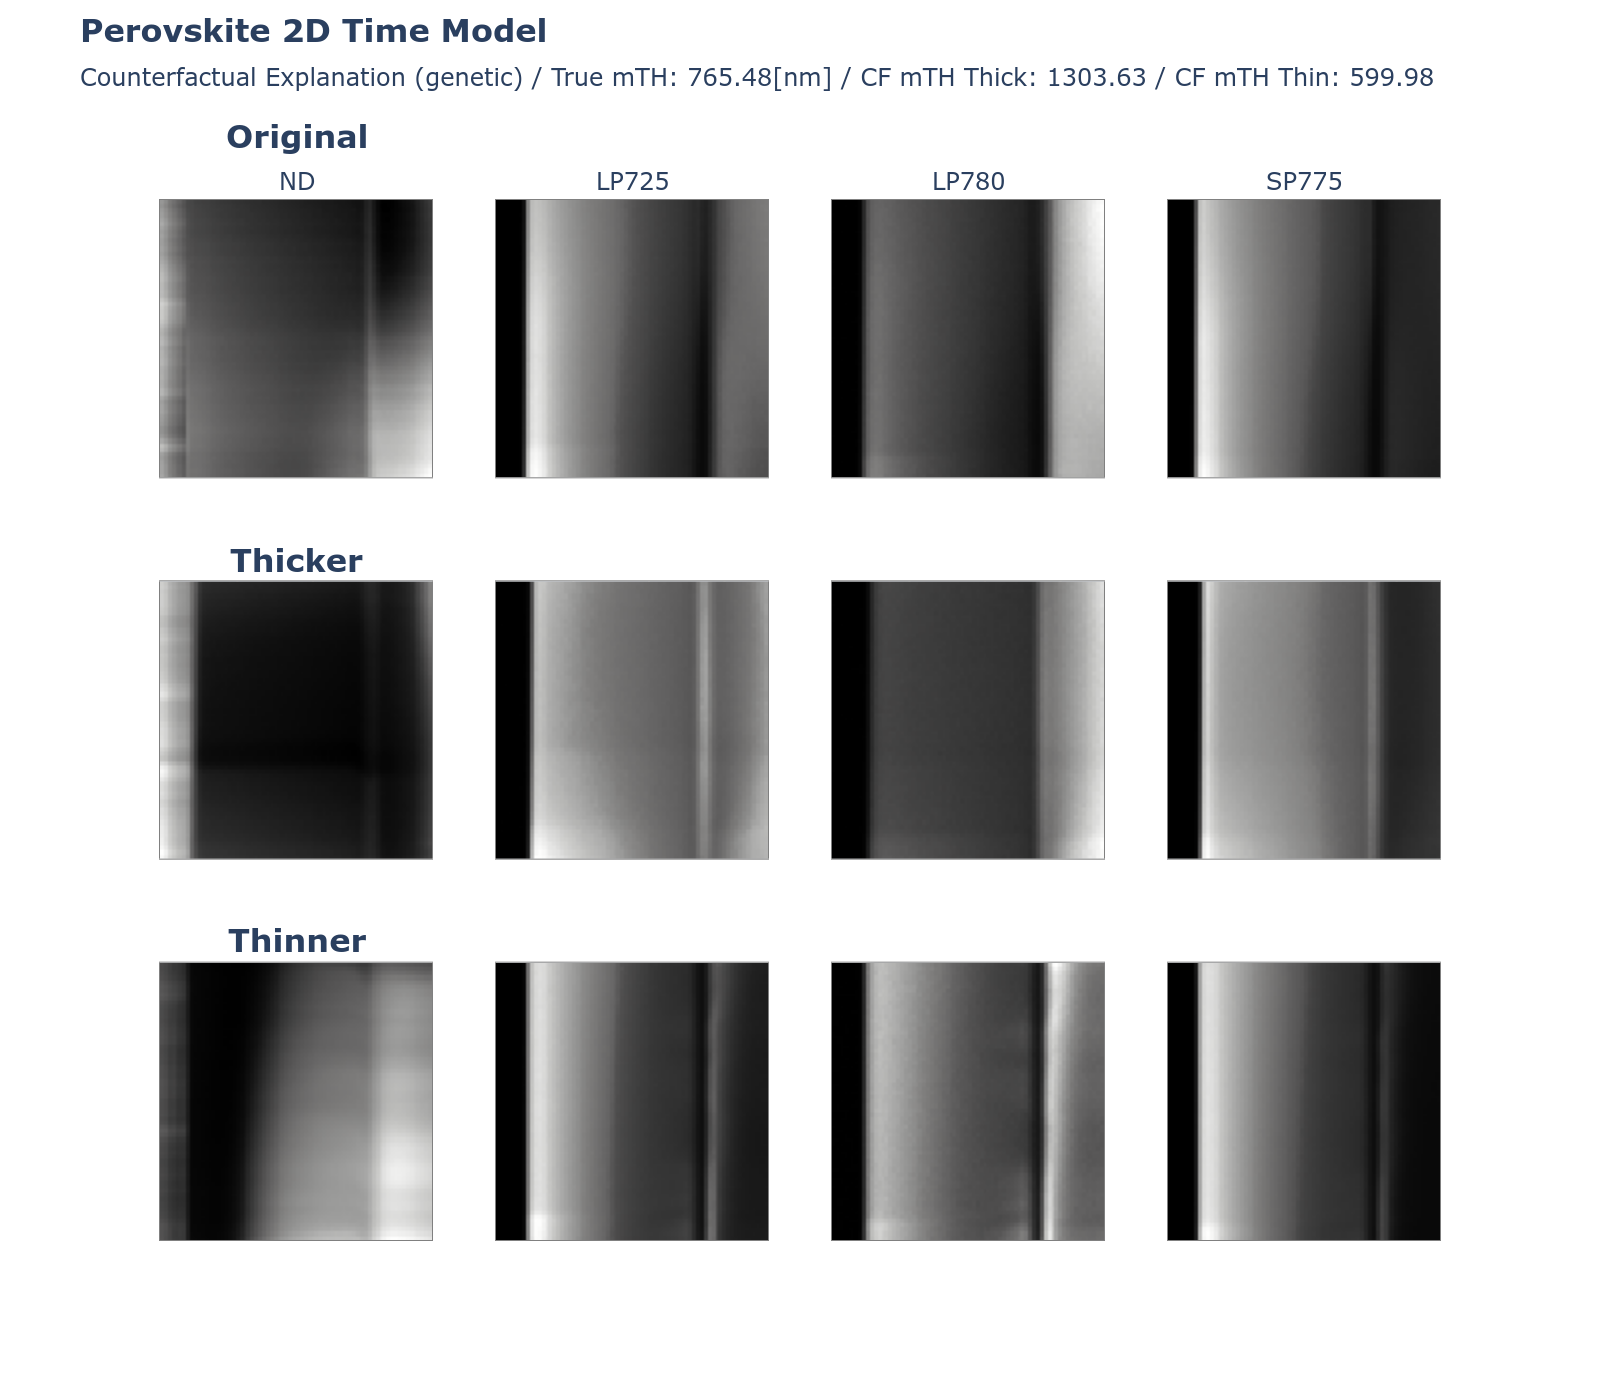 Perovskite 2D Time Model
Counterfactual Explanation (genetic) / True mTH: 765.48[nm] / CF mTH Thick: 1303.63 / CF mTH Thin: 599.98
Original
ND LP725 LP780 SP775
Thicker
Thinner